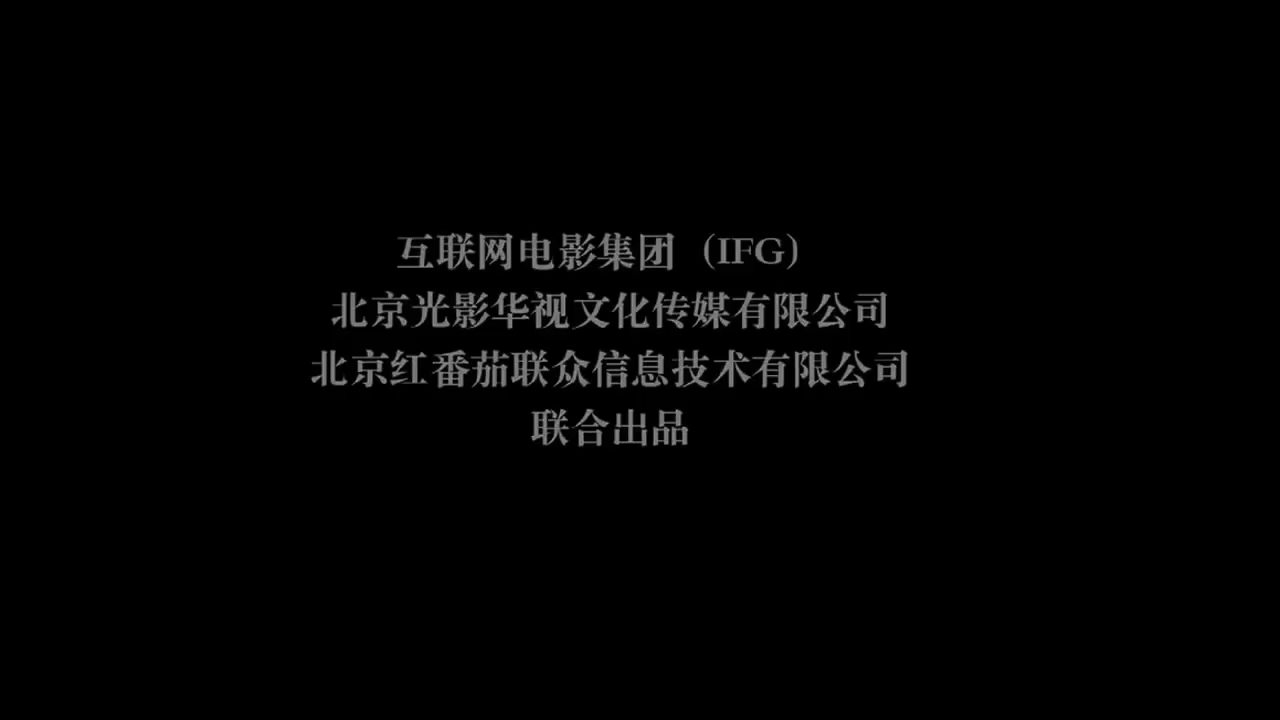 互联网电影集团（IFG）
北京光影华视文化传媒有限公司
北京红番茄联众信息技术有限公司
联合出品